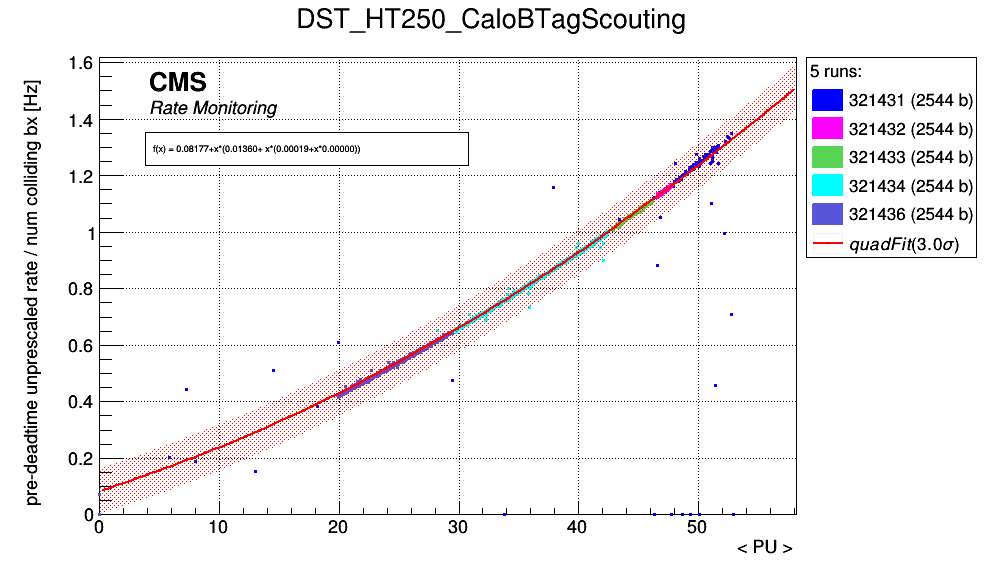 DST_HT250_CaloBTagScouting
pre-deadtime unprescaled rate / num colliding bx [Hz]
1.6
1.4
1.2
1
0.8
0.6
0.4
0.2
0
CMS
Rate Monitoring
f(x) = 0.08177+x*(0.01360+ x*(0.00019+x*0.00000))
0 10 20 30 40 50
< PU >
5 runs:
321431 (2544 b)
321432 (2544 b)
321433 (2544 b)
321434 (2544 b)
321436 (2544 b)
quadFit(3.0σ)